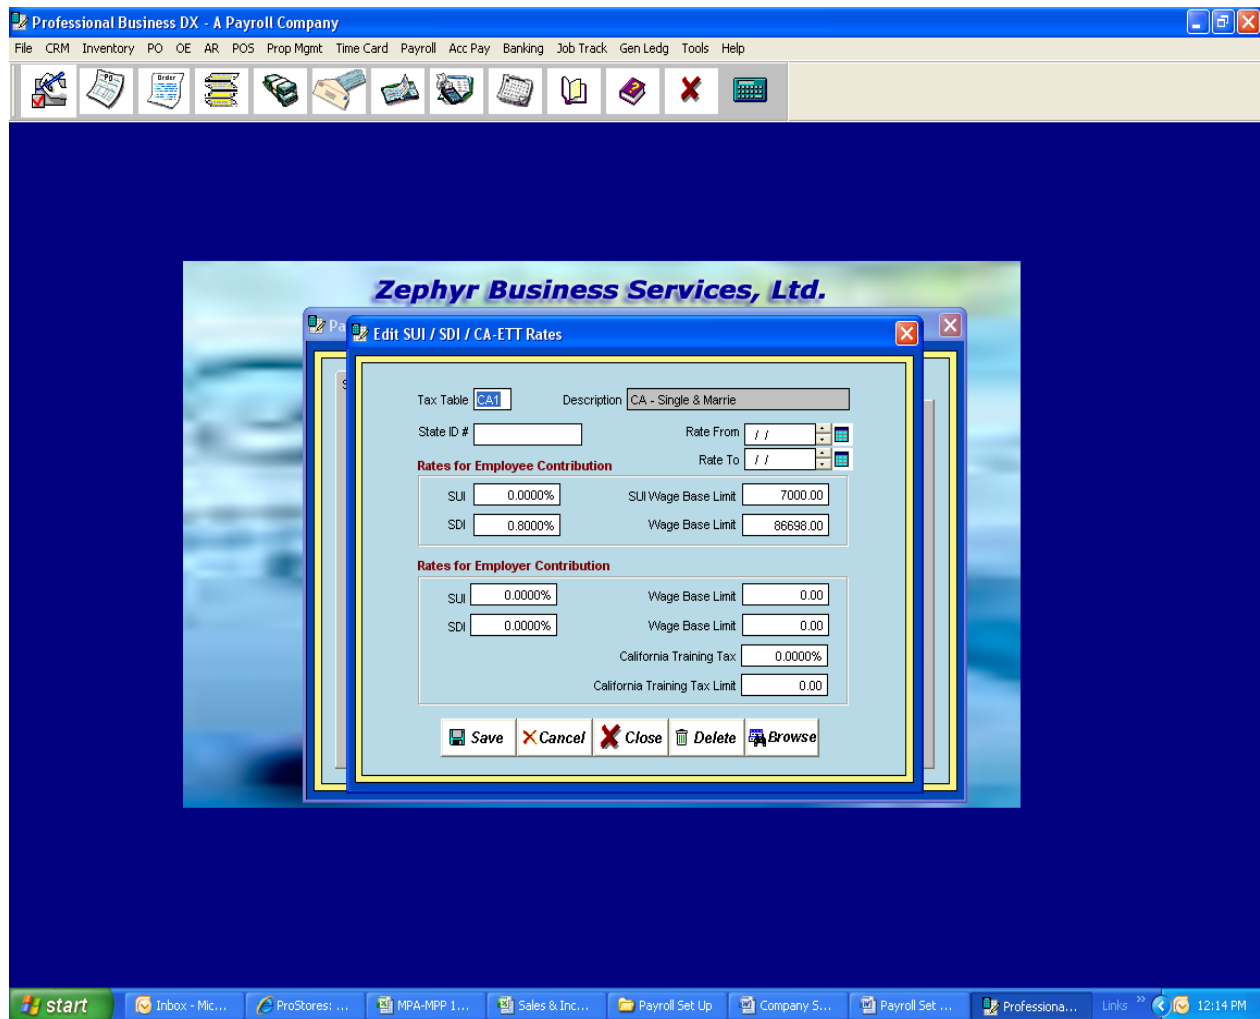 Professional Business DX - A Payroll Company
File CRM Inventory PO OE AR POS Prop Mgmt Time Card Payroll Acc Pay Banking Job Track Gen Ledg Tools Help
PO Order
Zephyr Business Services, Ltd.
Pa
Edit SUI / SDI / CA-ETT Rates
S
Tax Table CA1 Description CA - Single & Marrie
State ID # Rate From / /
Rate To / /
Rates for Employee Contribution
SUI 0.0000% SUI Wage Base Limit 7000.00
SDI 0.8000% Wage Base Limit 86698.00
Rates for Employer Contribution
SUI 0.0000% Wage Base Limit 0.00
SDI 0.0000% Wage Base Limit 0.00
California Training Tax 0.0000%
California Training Tax Limit 0.00
Save Cancel Close Delete Browse
start Inbox - Mic... ProStores: ... MPA-MPP 1... Sales & Inc... Payroll Set Up Company S... Payroll Set ... Professiona... Links » 12:14 PM